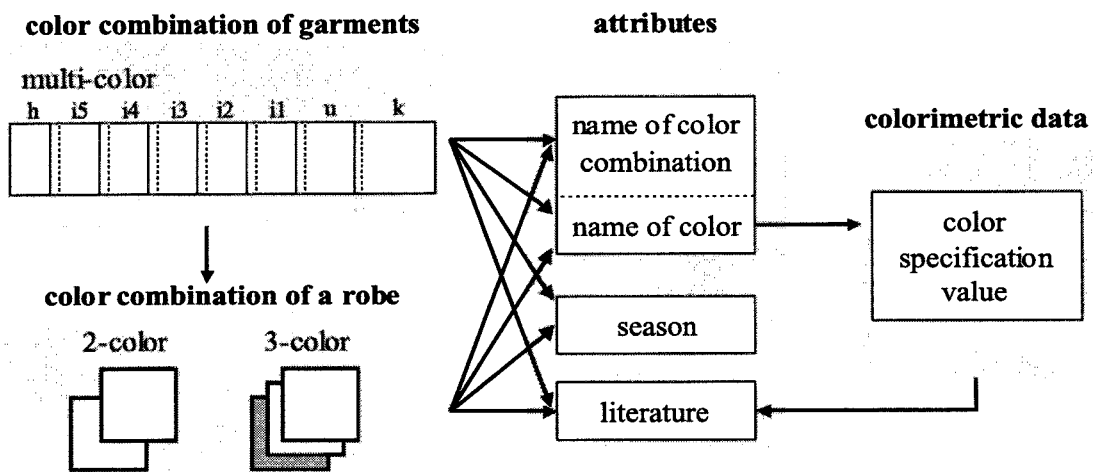 color combination of garments
multi-color
h i5 i4 i3 i2 i1 u k
color combination of a robe
2-color 3-color
attributes
name of color
combination
name of color
season
literature
colorimetric data
color
specification
value